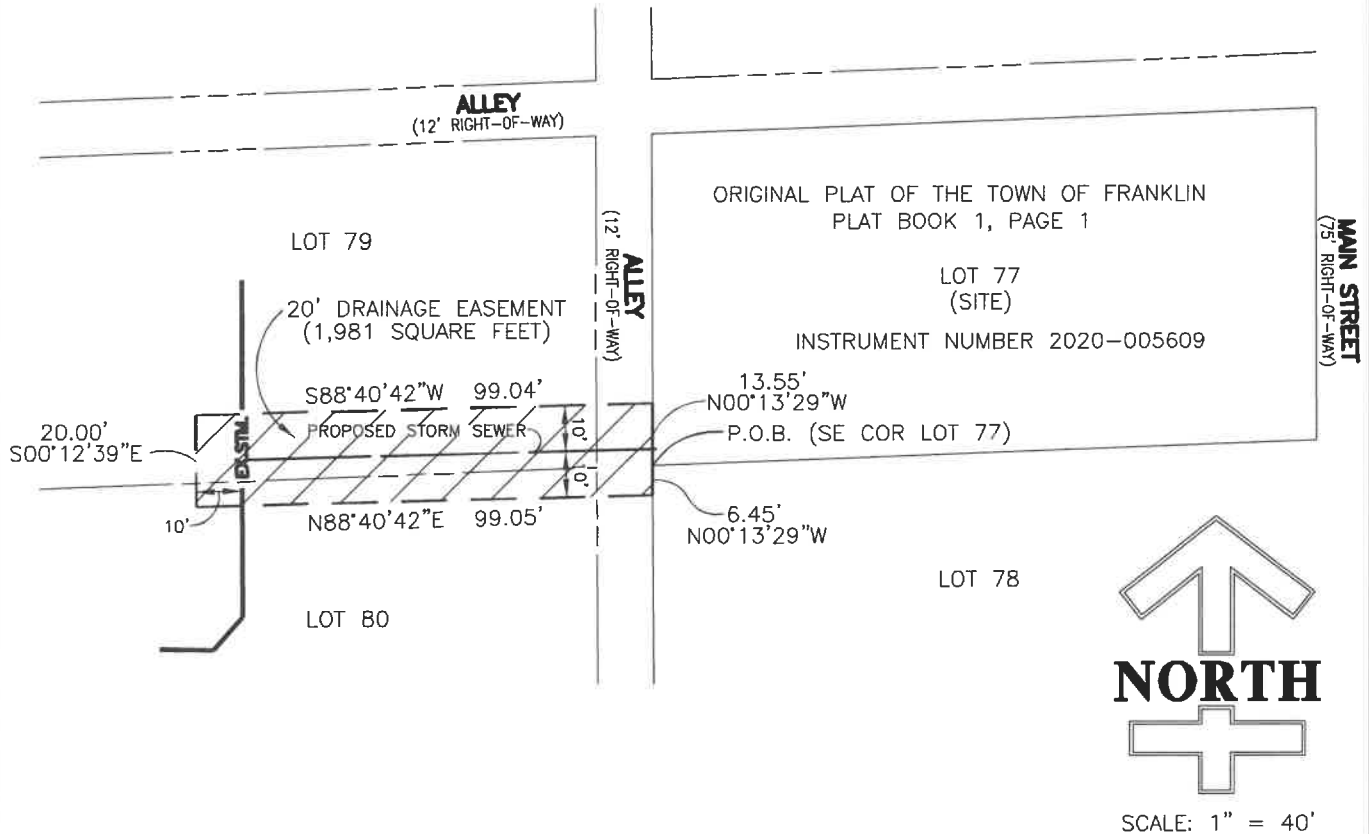 ALLEY
(12' RIGHT-OF-WAY)
ORIGINAL PLAT OF THE TOWN OF FRANKLIN
PLAT BOOK 1, PAGE 1
LOT 79
ALLEY
(12' RIGHT-OF-WAY)
LOT 77
(SITE)
MAIN STREET
(75' RIGHT-OF-WAY)
20' DRAINAGE EASEMENT
(1,981 SQUARE FEET)
INSTRUMENT NUMBER 2020-005609
S88°40'42"W 99.04'
13.55'
N00°13'29"W
PROPOSED STORM SEWER
10'
P.O.B. (SE COR LOT 77)
20.00'
S00°12'39"E
EX.STM.
10'
10'
N88°40'42"E 99.05'
6.45'
N00°13'29"W
LOT 78
LOT 80
NORTH
SCALE: 1" = 40'